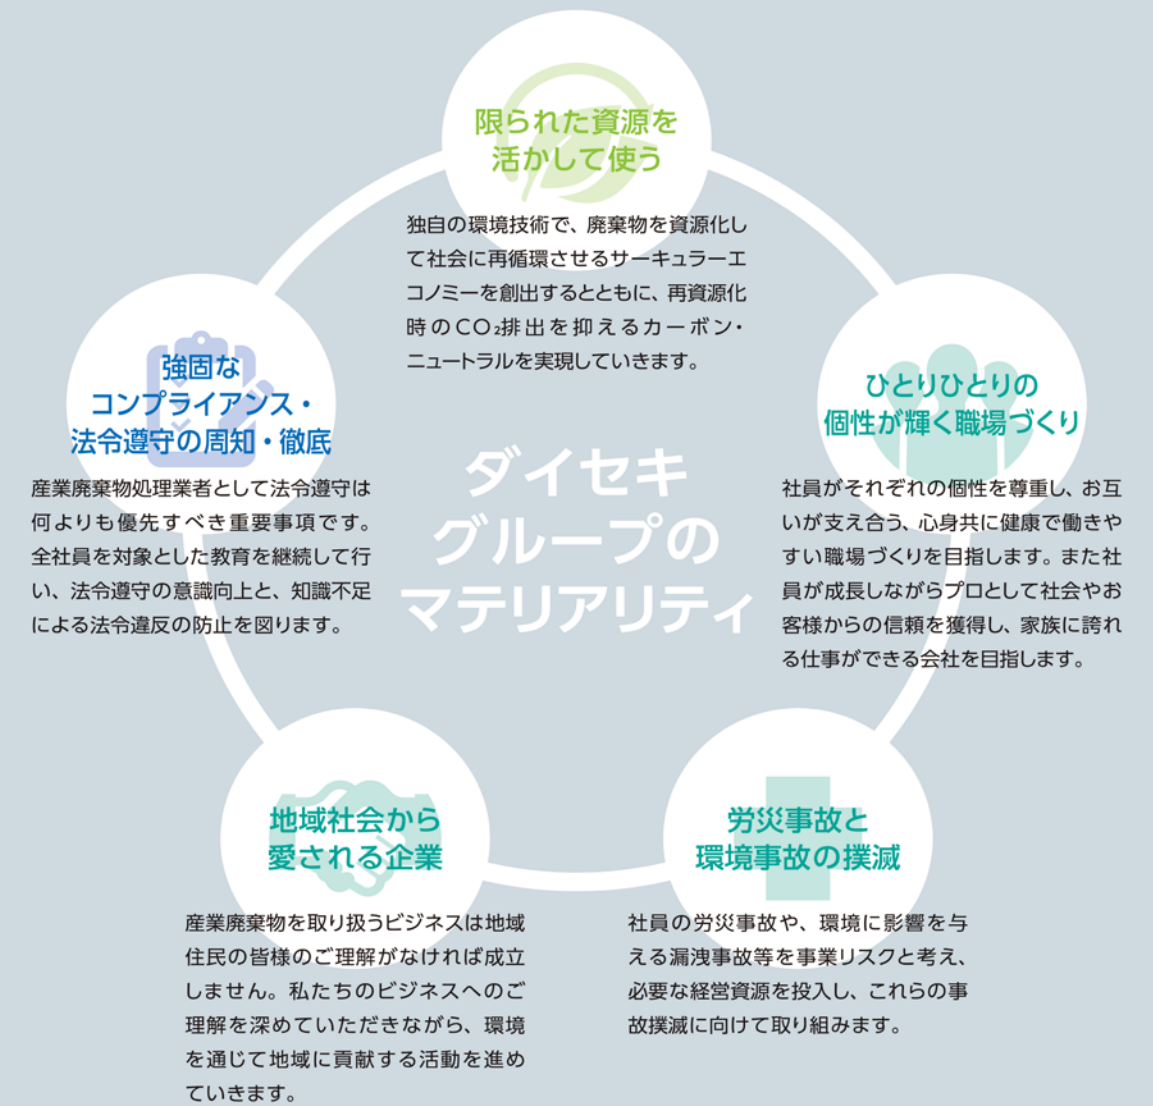 限られた資源を
活かして使う
独自の環境技術で、廃棄物を資源化し
て社会に再循環させるサーキュラーエ
コノミーを創出するとともに、再資源化
時のCO₂排出を抑えるカーボン・
ニュートラルを実現していきます。
強固な
コンプライアンス・
法令遵守の周知・徹底
産業廃棄物処理業者として法令遵守は
何よりも優先すべき重要事項です。
全社員を対象とした教育を継続して行
い、法令遵守の意識向上と、知識不足
による法令違反の防止を図ります。
ダイセキ
グループの
マテリアリティ
ひとりひとりの
個性が輝く職場づくり
社員がそれぞれの個性を尊重し、お互
いが支え合う、心身共に健康で働きや
すい職場づくりを目指します。また社
員が成長しながらプロとして社会やお
客様からの信頼を獲得し、家族に誇れ
る仕事ができる会社を目指します。
地域社会から
愛される企業
産業廃棄物を取り扱うビジネスは地域
住民の皆様のご理解がなければ成立
しません。私たちのビジネスへのご
理解を深めていただきながら、環境
を通じて地域に貢献する活動を進め
ていきます。
労災事故と
環境事故の撲滅
社員の労災事故や、環境に影響を与
える漏洩事故等を事業リスクと考え、
必要な経営資源を投入し、これらの事
故撲滅に向けて取り組みます。